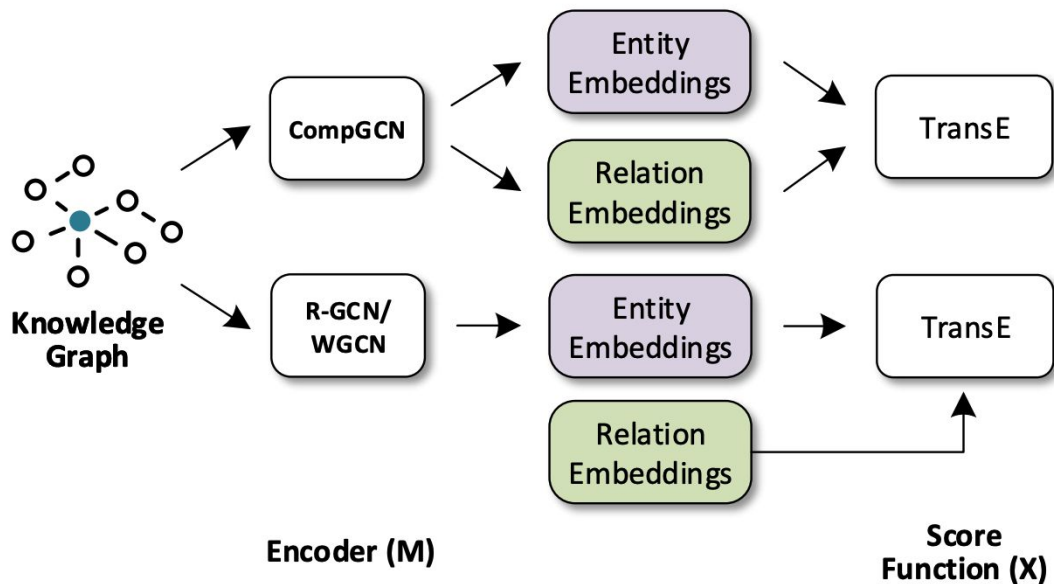 Entity
Embeddings
CompGCN
TransE
Relation
Embeddings
Knowledge
Graph
R-GCN/
WGCN
Entity
Embeddings
TransE
Relation
Embeddings
Encoder (M)
Score
Function (X)